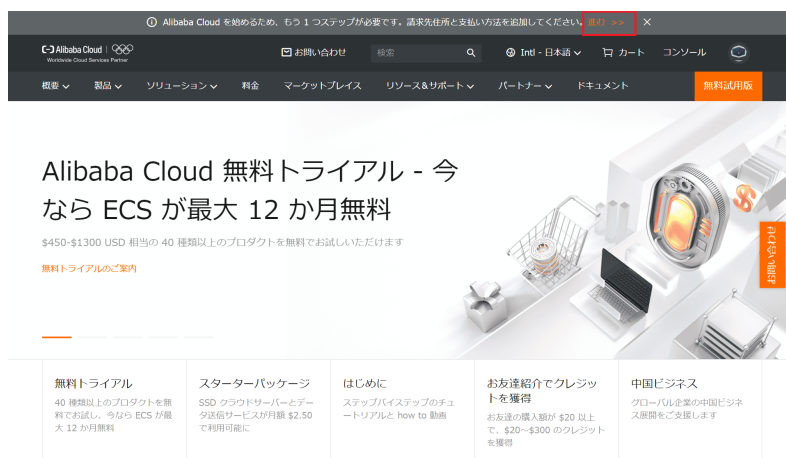 Alibaba Cloud を始めるため、もう 1 つステップが必要です。請求先住所と支払い方法を追加してください。進む >>
Alibaba Cloud
Worldwide Cloud Services Partner
お問い合わせ
検索
Intl - 日本語
カート
コンソール
概要
製品
ソリューション
料金
マーケットプレイス
リソース&サポート
パートナー
ドキュメント
無料試用版
Alibaba Cloud 無料トライアル - 今
なら ECS が最大 12 か月無料
$450-$1300 USD 相当の 40 種類以上のプロダクトを無料でお試しいただけます
無料トライアルのご案内
お問い合わせ
無料トライアル
40 種類以上のプロダクトを無
料でお試し、今なら ECS が最
大 12 か月無料
スターターパッケージ
SSD クラウドサーバーとデー
タ送信サービスが月額 $2.50
で利用可能に
はじめに
ステップバイステップのチュ
ートリアルと how to 動画
お友達紹介でクレジッ
トを獲得
お友達の購入額が $20 以上
で、$20～$300 のクレジット
を獲得
中国ビジネス
グローバル企業の中国ビジネ
ス展開をご支援します